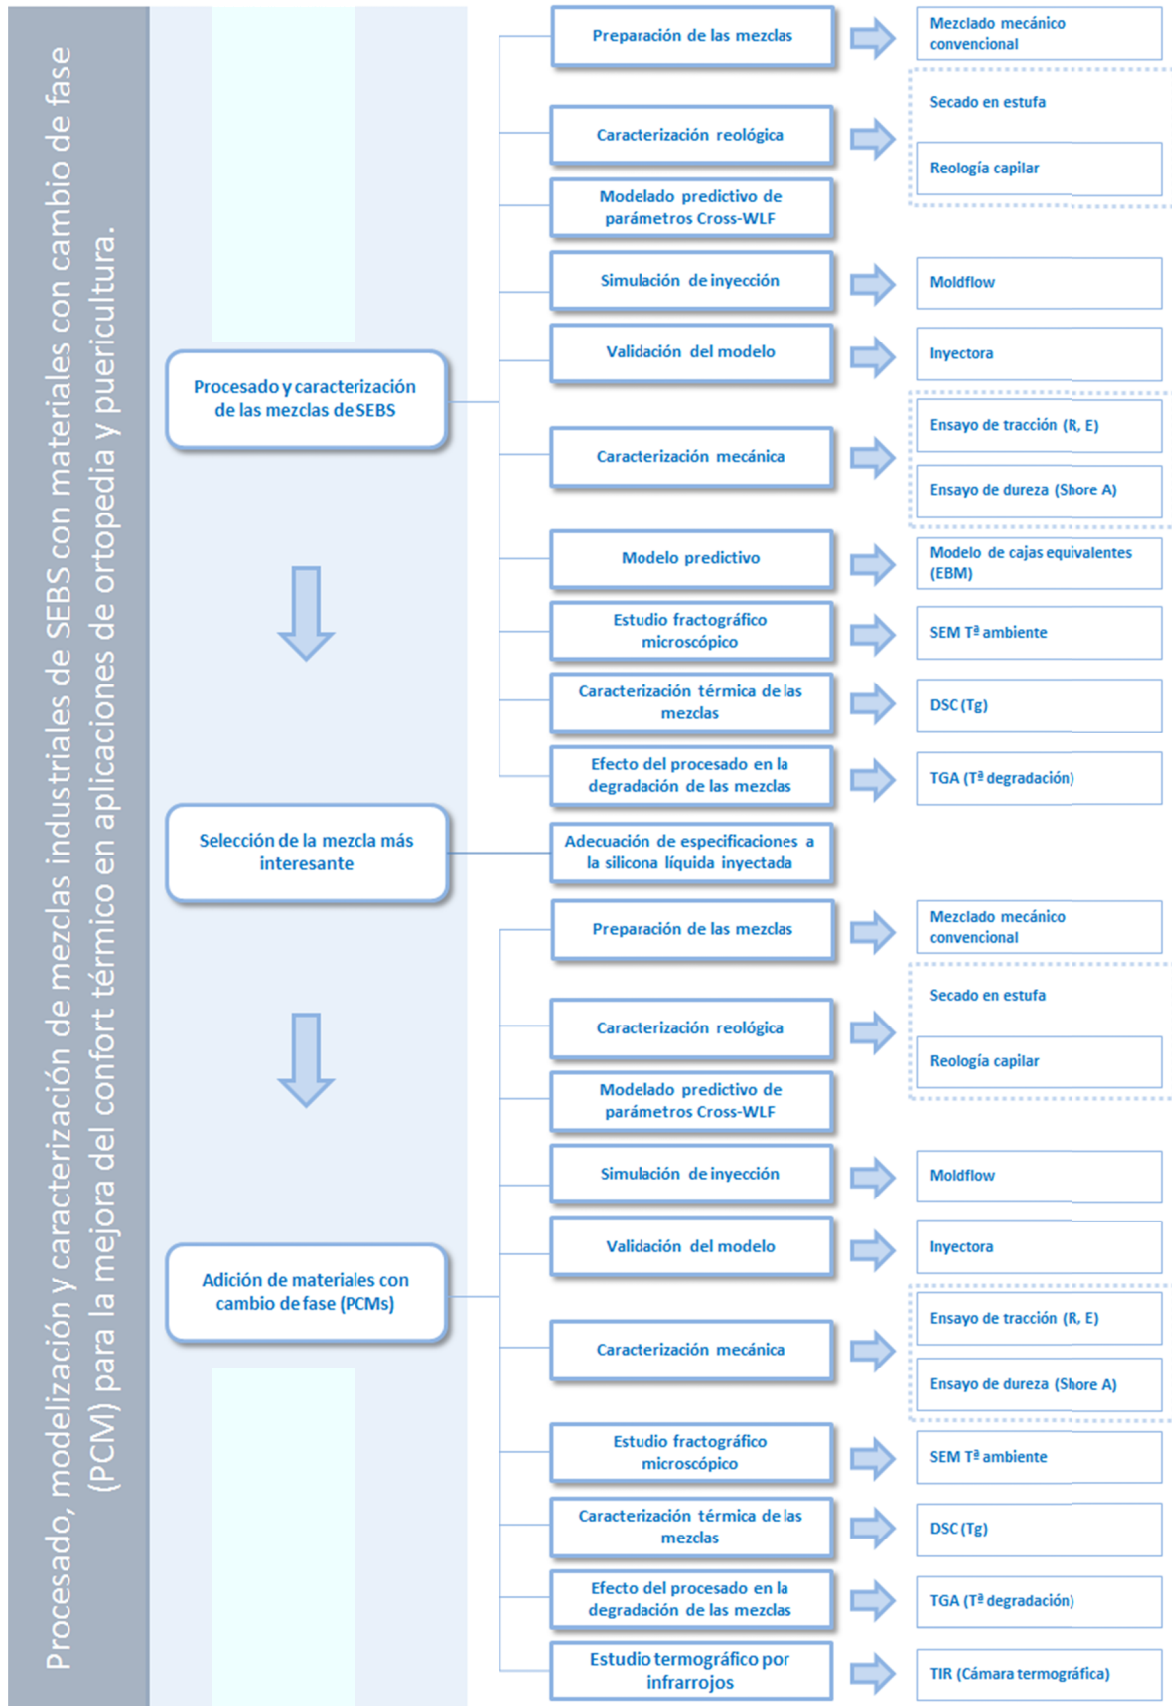 Procesado, modelización y caracterización de mezclas industriales de SEBS con materiales con cambio de fase
(PCM) para la mejora del confort térmico en aplicaciones de ortopedia y puericultura.
Procesado y caracterización
de las mezclas de SEBS
Preparación de las mezclas
Mezclado mecánico
convencional
Caracterización reológica
Secado en estufa
Reología capilar
Modelado predictivo de
parámetros Cross-WLF
Simulación de inyección
Moldflow
Validación del modelo
Inyectora
Caracterización mecánica
Ensayo de tracción (R, E)
Ensayo de dureza (Shore A)
Modelo predictivo
Modelo de cajas equivalentes
(EBM)
Estudio fractográfico
microscópico
SEM Tª ambiente
Caracterización térmica de las
mezclas
DSC (Tg)
Efecto del procesado en la
degradación de las mezclas
TGA (Tª degradación)
Selección de la mezcla más
interesante
Adecuación de especificaciones a
la silicona líquida inyectada
Adición de materiales con
cambio de fase (PCMs)
Preparación de las mezclas
Mezclado mecánico
convencional
Caracterización reológica
Secado en estufa
Reología capilar
Modelado predictivo de
parámetros Cross-WLF
Simulación de inyección
Moldflow
Validación del modelo
Inyectora
Caracterización mecánica
Ensayo de tracción (R, E)
Ensayo de dureza (Shore A)
Estudio fractográfico
microscópico
SEM Tª ambiente
Caracterización térmica de las
mezclas
DSC (Tg)
Efecto del procesado en la
degradación de las mezclas
TGA (Tª degradación)
Estudio termográfico por
infrarrojos
TIR (Cámara termográfica)